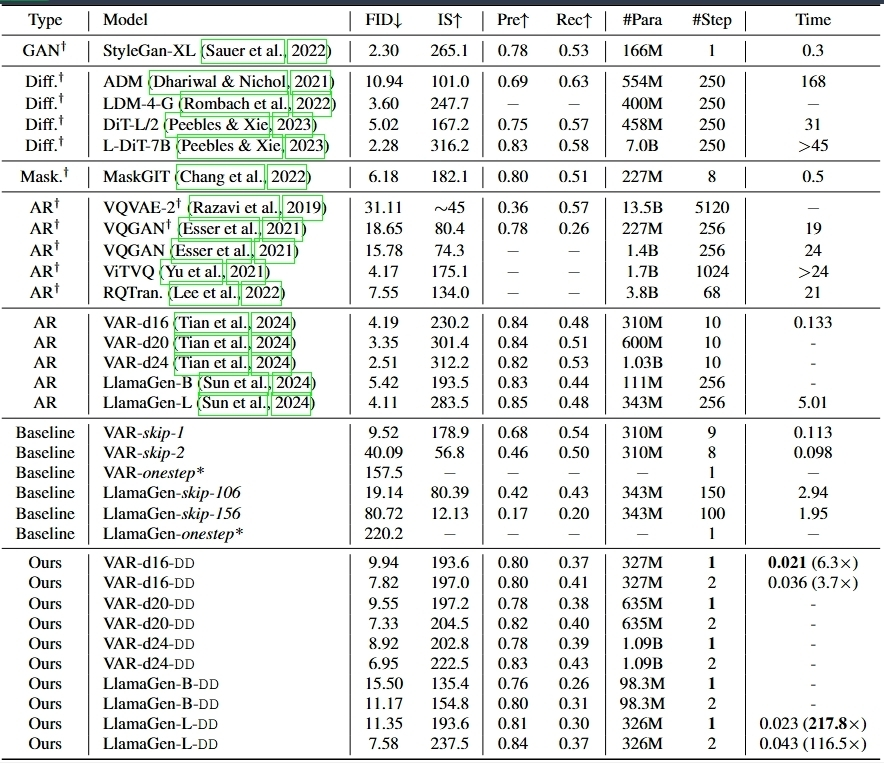 Type Model FID↓ IS↑ Pre↑ Rec↑ #Para #Step Time
GAN† StyleGan-XL (Sauer et al., 2022) 2.30 265.1 0.78 0.53 166M 1 0.3
Diff.† ADM (Dhariwal & Nichol, 2021) 10.94 101.0 0.69 0.63 554M 250 168
Diff.† LDM-4-G (Rombach et al., 2022) 3.60 247.7 − − 400M 250 −
Diff.† DiT-L/2 (Peebles & Xie, 2023) 5.02 167.2 0.75 0.57 458M 250 31
Diff.† L-DiT-7B (Peebles & Xie, 2023) 2.28 316.2 0.83 0.58 7.0B 250 >45
Mask.† MaskGIT (Chang et al., 2022) 6.18 182.1 0.80 0.51 227M 8 0.5
AR† VQVAE-2† (Razavi et al., 2019) 31.11 ∼45 0.36 0.57 13.5B 5120 −
AR† VQGAN† (Esser et al., 2021) 18.65 80.4 0.78 0.26 227M 256 19
AR† VQGAN (Esser et al., 2021) 15.78 74.3 − − 1.4B 256 24
AR† ViTVQ (Yu et al., 2021) 4.17 175.1 − − 1.7B 1024 >24
AR† RQTran. (Lee et al., 2022) 7.55 134.0 − − 3.8B 68 21
AR VAR-d16 (Tian et al., 2024) 4.19 230.2 0.84 0.48 310M 10 0.133
AR VAR-d20 (Tian et al., 2024) 3.35 301.4 0.84 0.51 600M 10 -
AR VAR-d24 (Tian et al., 2024) 2.51 312.2 0.82 0.53 1.03B 10 -
AR LlamaGen-B (Sun et al., 2024) 5.42 193.5 0.83 0.44 111M 256 -
AR LlamaGen-L (Sun et al., 2024) 4.11 283.5 0.85 0.48 343M 256 5.01
Baseline VAR-skip-1 9.52 178.9 0.68 0.54 310M 9 0.113
Baseline VAR-skip-2 40.09 56.8 0.46 0.50 310M 8 0.098
Baseline VAR-onestep* 157.5 − − − − 1 −
Baseline LlamaGen-skip-106 19.14 80.39 0.42 0.43 343M 150 2.94
Baseline LlamaGen-skip-156 80.72 12.13 0.17 0.20 343M 100 1.95
Baseline LlamaGen-onestep* 220.2 − − − − 1 −
Ours VAR-d16-DD 9.94 193.6 0.80 0.37 327M 1 0.021 (6.3×)
Ours VAR-d16-DD 7.82 197.0 0.80 0.41 327M 2 0.036 (3.7×)
Ours VAR-d20-DD 9.55 197.2 0.78 0.38 635M 1 -
Ours VAR-d20-DD 7.33 204.5 0.82 0.40 635M 2 -
Ours VAR-d24-DD 8.92 202.8 0.78 0.39 1.09B 1 -
Ours VAR-d24-DD 6.95 222.5 0.83 0.43 1.09B 2 -
Ours LlamaGen-B-DD 15.50 135.4 0.76 0.26 98.3M 1 -
Ours LlamaGen-B-DD 11.17 154.8 0.80 0.31 98.3M 2 -
Ours LlamaGen-L-DD 11.35 193.6 0.81 0.30 326M 1 0.023 (217.8×)
Ours LlamaGen-L-DD 7.58 237.5 0.84 0.37 326M 2 0.043 (116.5×)